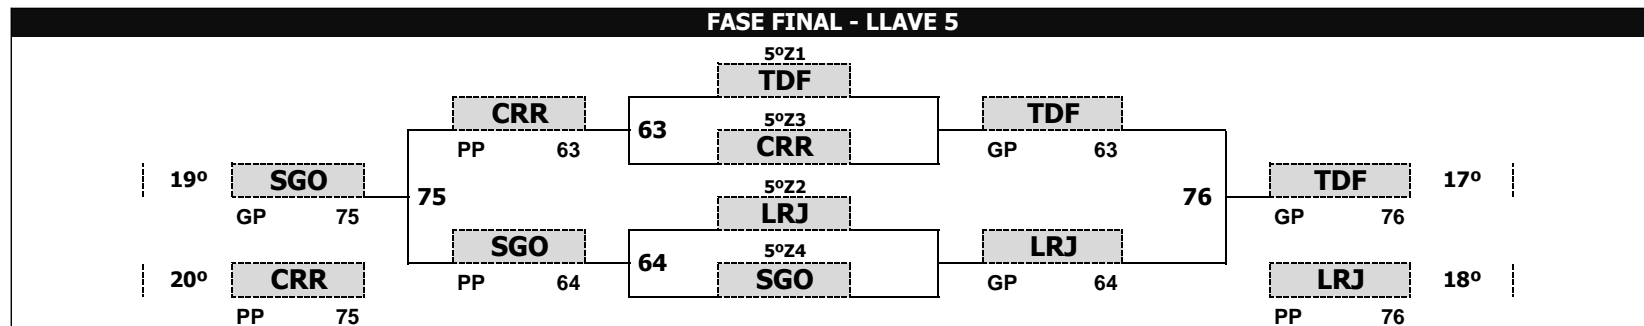 FASE FINAL - LLAVE 5
5ºZ1
TDF
CRR TDF
63 5ºZ3
PP 63 CRR GP 63
19º SGO 5ºZ2 TDF 17º
75 76
GP 75 LRJ GP 76
SGO 5ºZ4 LRJ
64
20º CRR PP 64 SGO GP 64 LRJ 18º
PP 75 PP 76